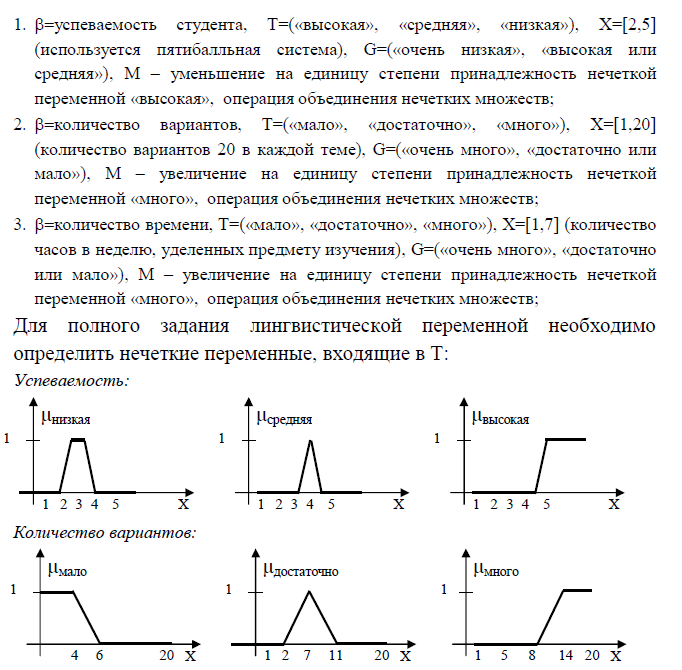 1. β=успеваемость студента, T=(«высокая», «средняя», «низкая»), X=[2,5]
(используется пятибалльная система), G=(«очень низкая», «высокая или
средняя»), M – уменьшение на единицу степени принадлежность нечеткой
переменной «высокая», операция объединения нечетких множеств;
2. β=количество вариантов, T=(«мало», «достаточно», «много»), X=[1,20]
(количество вариантов 20 в каждой теме), G=(«очень много», «достаточно или
мало»), M – увеличение на единицу степени принадлежность нечеткой
переменной «много», операция объединения нечетких множеств;
3. β=количество времени, T=(«мало», «достаточно», «много»), X=[1,7] (количество
часов в неделю, уделенных предмету изучения), G=(«очень много», «достаточно
или мало»), M – увеличение на единицу степени принадлежность нечеткой
переменной «много», операция объединения нечетких множеств;
Для полного задания лингвистической переменной необходимо
определить нечеткие переменные, входящие в T:
Успеваемость:
μнизкая μсредняя μвысокая
1 1 1
1 2 3 4 5 X 1 2 3 4 5 X 1 2 3 4 5 X
Количество вариантов:
μмало μдостаточно μмного
1 1 1
4 6 20 X 1 2 7 11 20 X 1 5 8 14 20 X